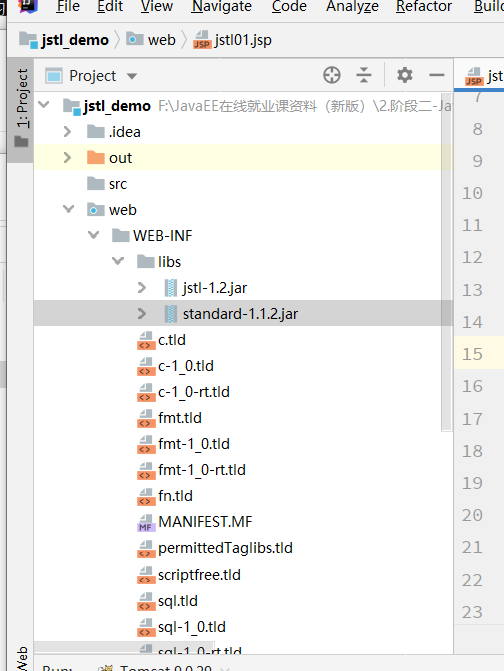 File Edit View Navigate Code Analyze Refactor Build
jstl_demo web jstl01.jsp
1: Project
Project
jst
jstl_demo F:\JavaEE在线就业课资料（新版）\2.阶段二-Ja
.idea
out
src
web
WEB-INF
libs
jstl-1.2.jar
standard-1.1.2.jar
c.tld
c-1_0.tld
c-1_0-rt.tld
fmt.tld
fmt-1_0.tld
fmt-1_0-rt.tld
fn.tld
MANIFEST.MF
permittedTaglibs.tld
scriptfree.tld
sql.tld
sql-1_0.tld
sql-1_0-rt.tld
7
8
9
10
11
12
13
14
15
16
17
18
19
20
21
22
23
Web
Run: Tomcat 9.0.20